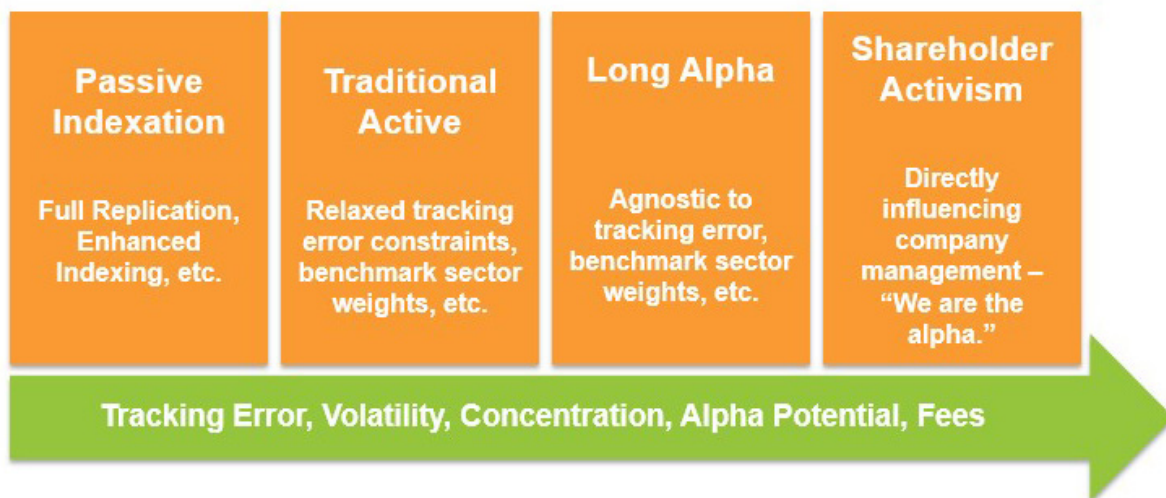 Passive
Indexation
Full Replication,
Enhanced
Indexing, etc.
Traditional
Active
Relaxed tracking
error constraints,
benchmark sector
weights, etc.
Long Alpha
Agnostic to
tracking error,
benchmark sector
weights, etc.
Shareholder
Activism
Directly
influencing
company
management –
“We are the
alpha.”
Tracking Error, Volatility, Concentration, Alpha Potential, Fees